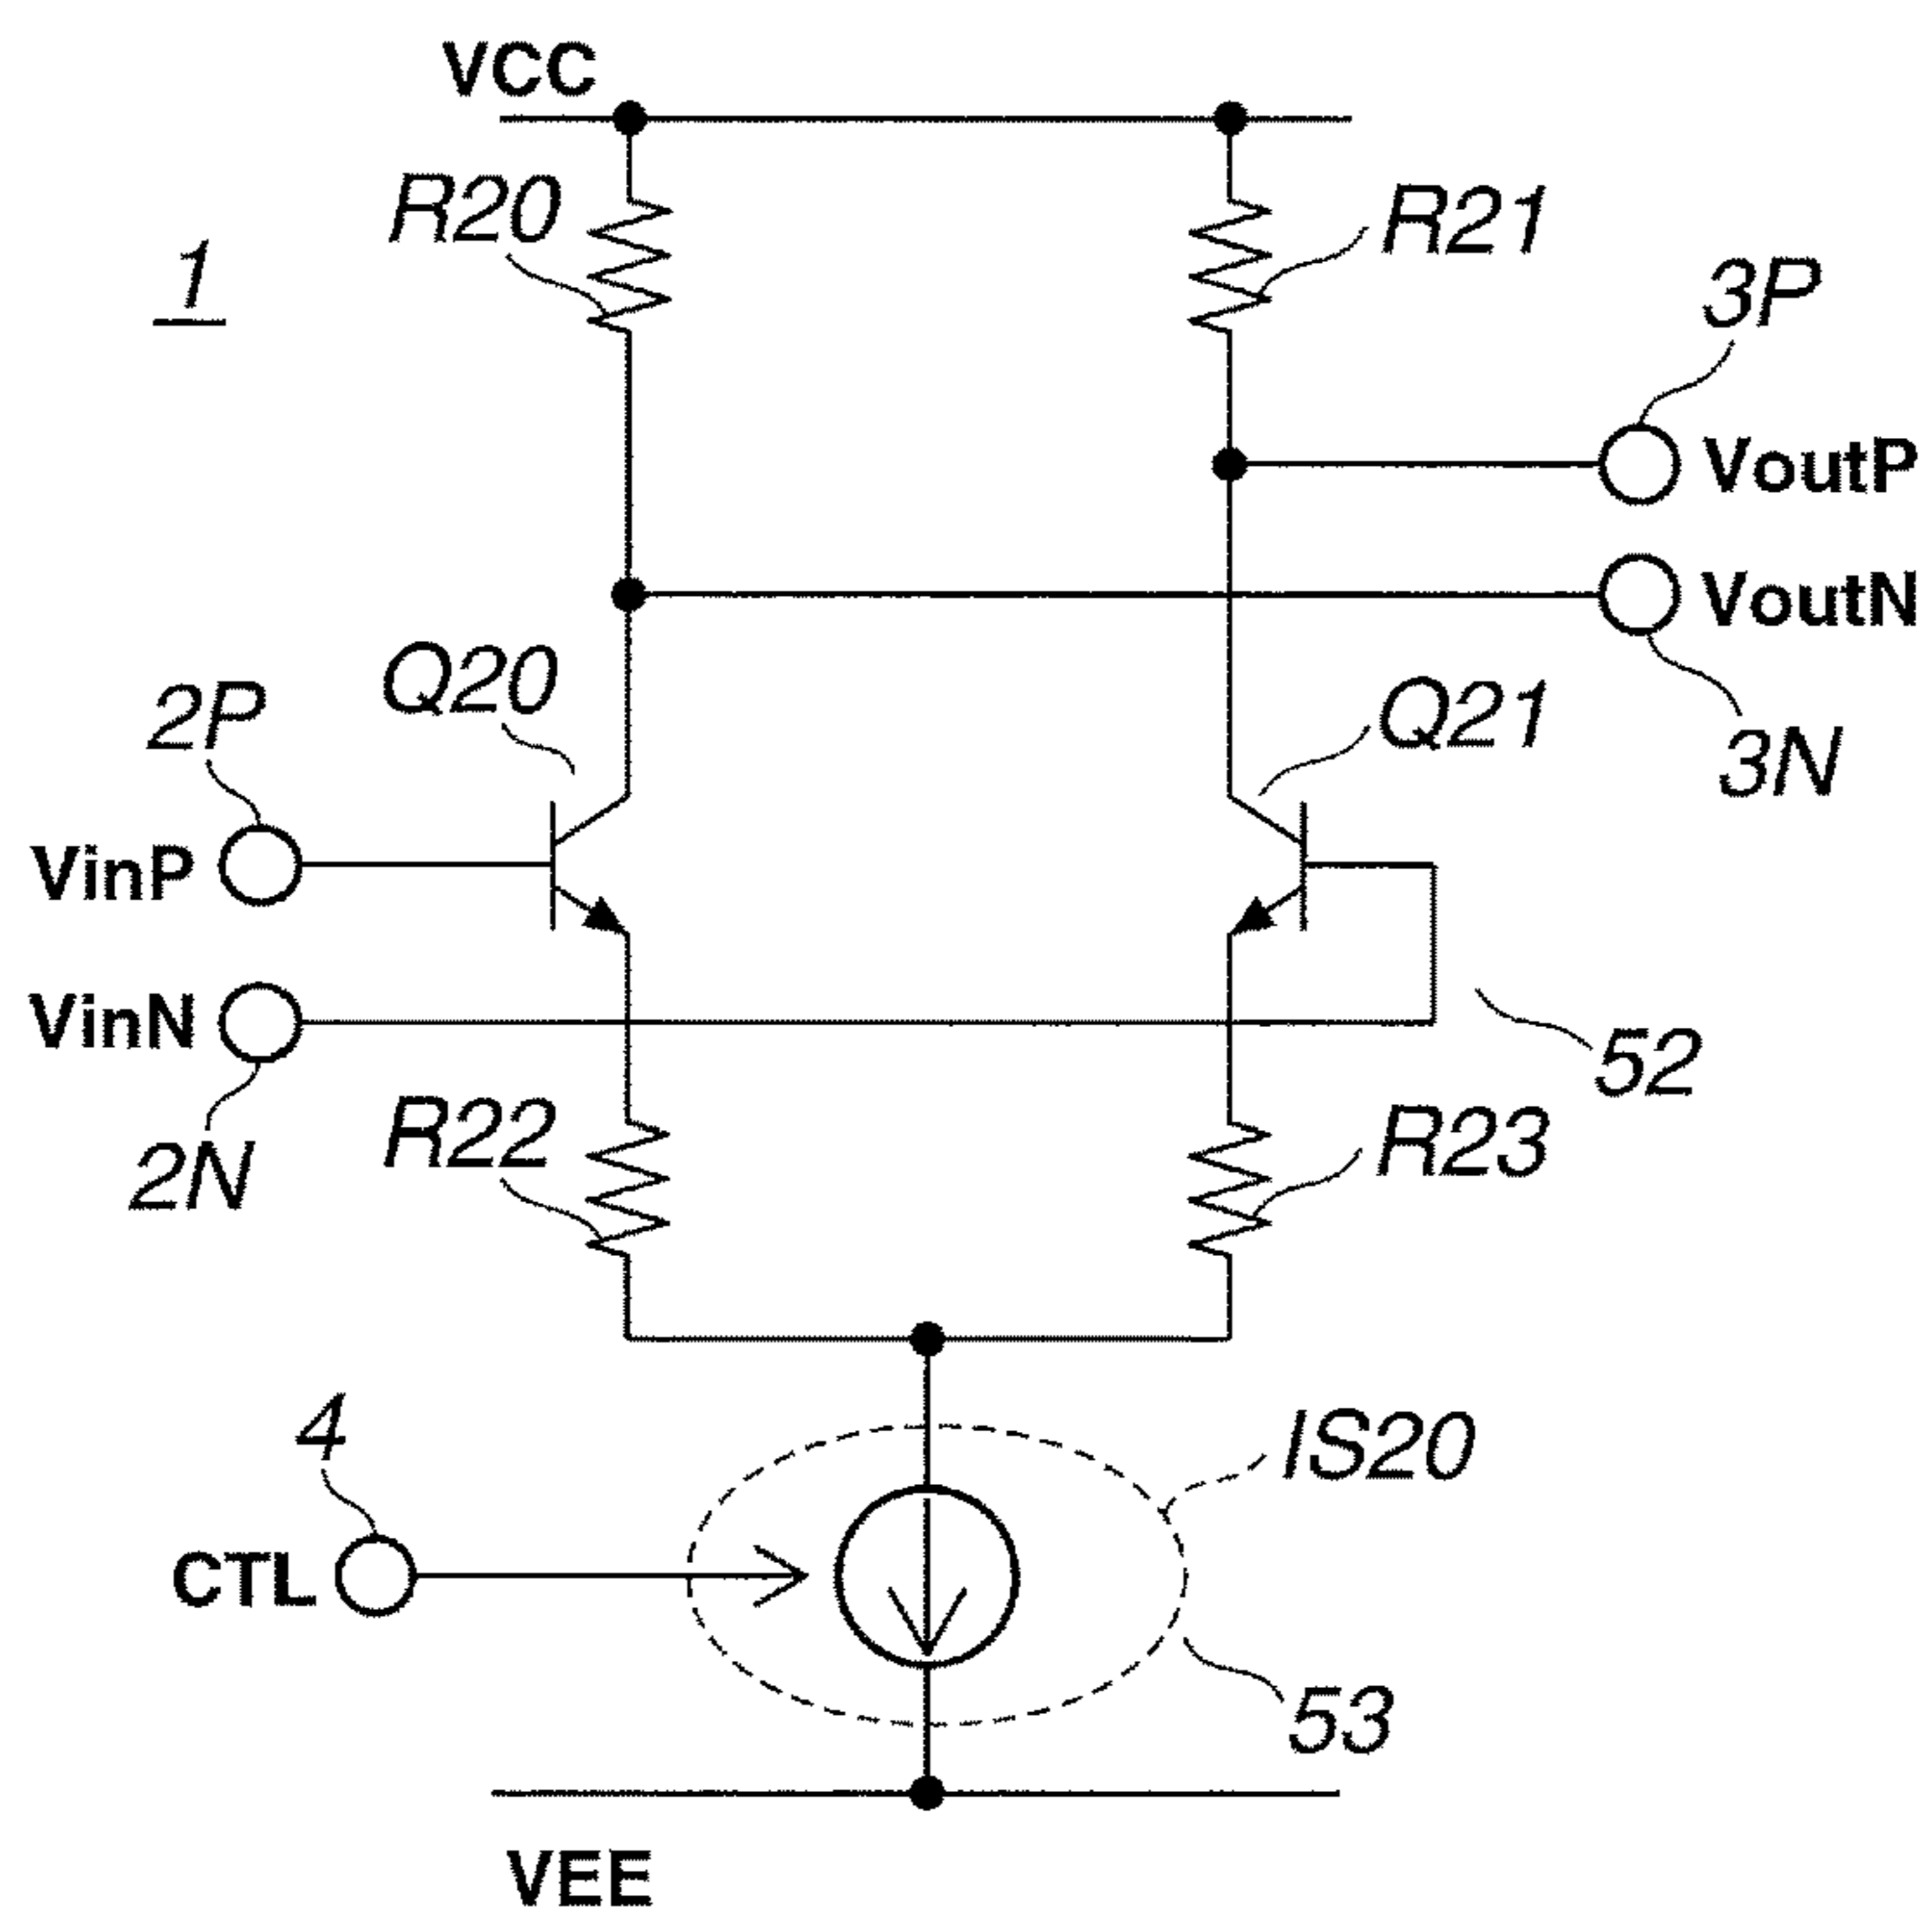 VCC
R20
R21
1
3P
VoutP
VoutN
Q20
2P
Q21
3N
VinP
VinN
52
R22
R23
2N
4
IS20
CTL
53
VEE